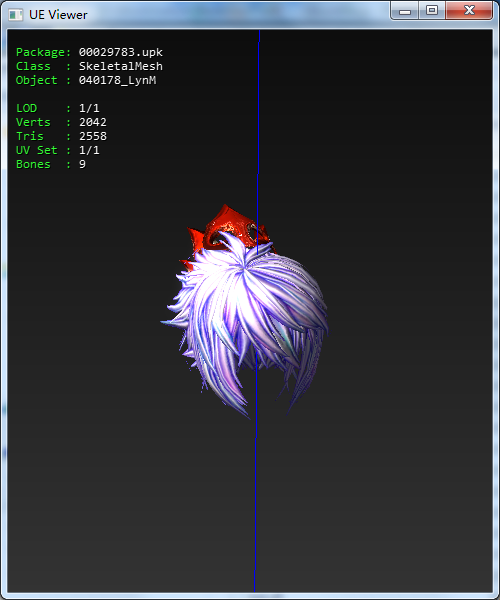 UE Viewer
Package: 00029783.upk
Class : SkeletalMesh
Object : 040178_LynM
LOD : 1/1
Verts : 2042
Tris : 2558
UV Set : 1/1
Bones : 9